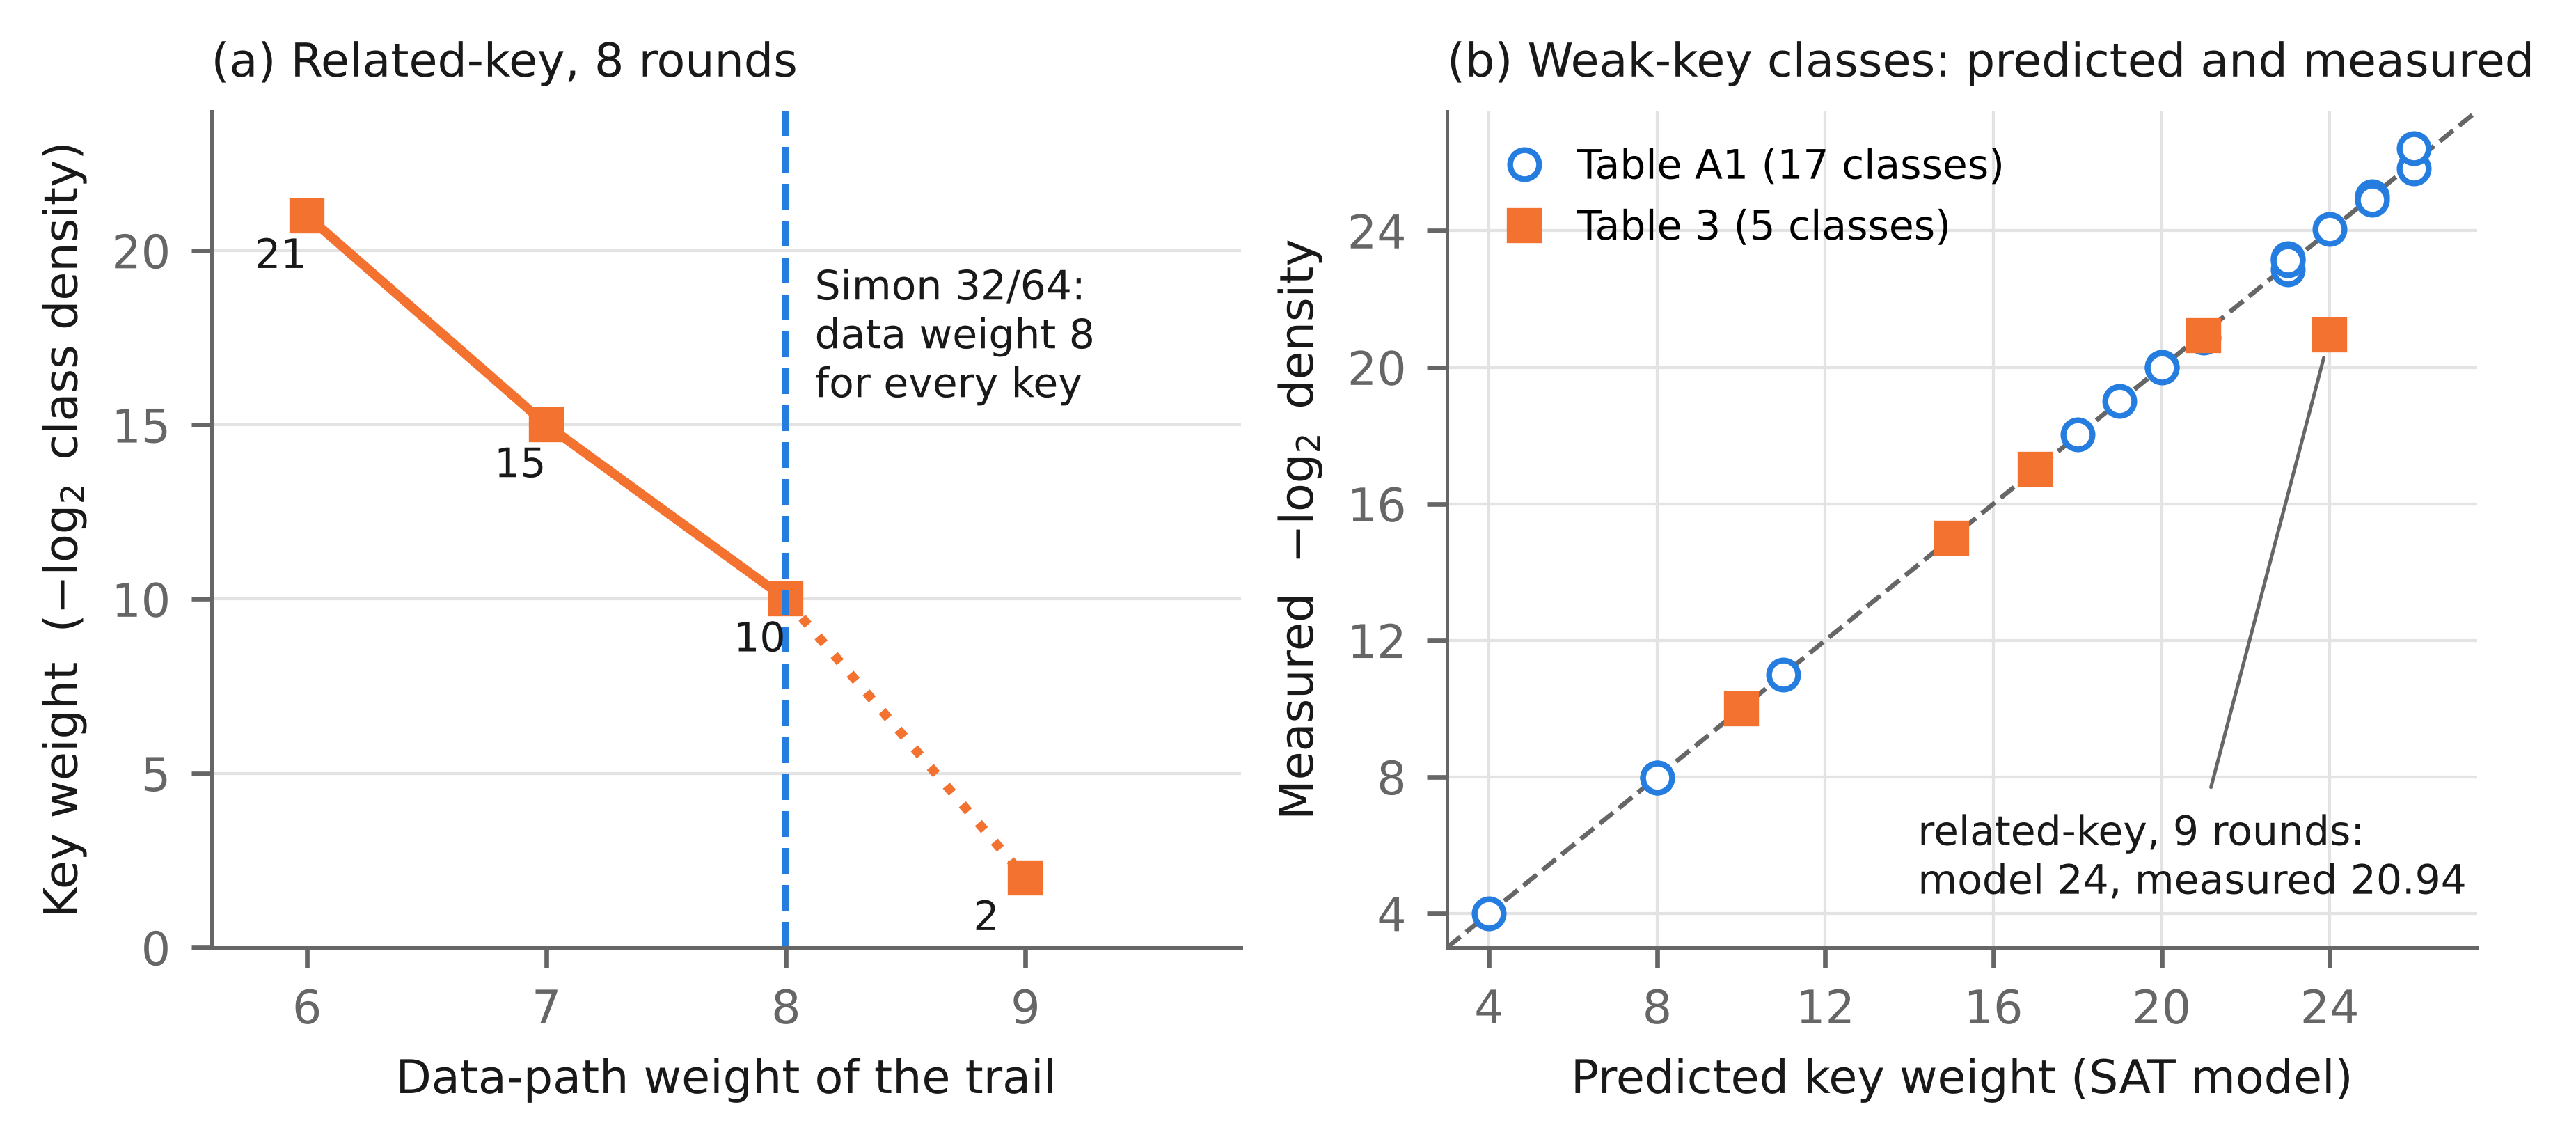 (a) Related-key, 8 rounds
Key weight (−log₂ class density)
20
15
10
5
0
21
15
10
2
Simon 32/64:
data weight 8
for every key
6 7 8 9
Data-path weight of the trail
(b) Weak-key classes: predicted and measured
Measured −log₂ density
24
20
16
12
8
4
Table A1 (17 classes)
Table 3 (5 classes)
related-key, 9 rounds:
model 24, measured 20.94
4 8 12 16 20 24
Predicted key weight (SAT model)